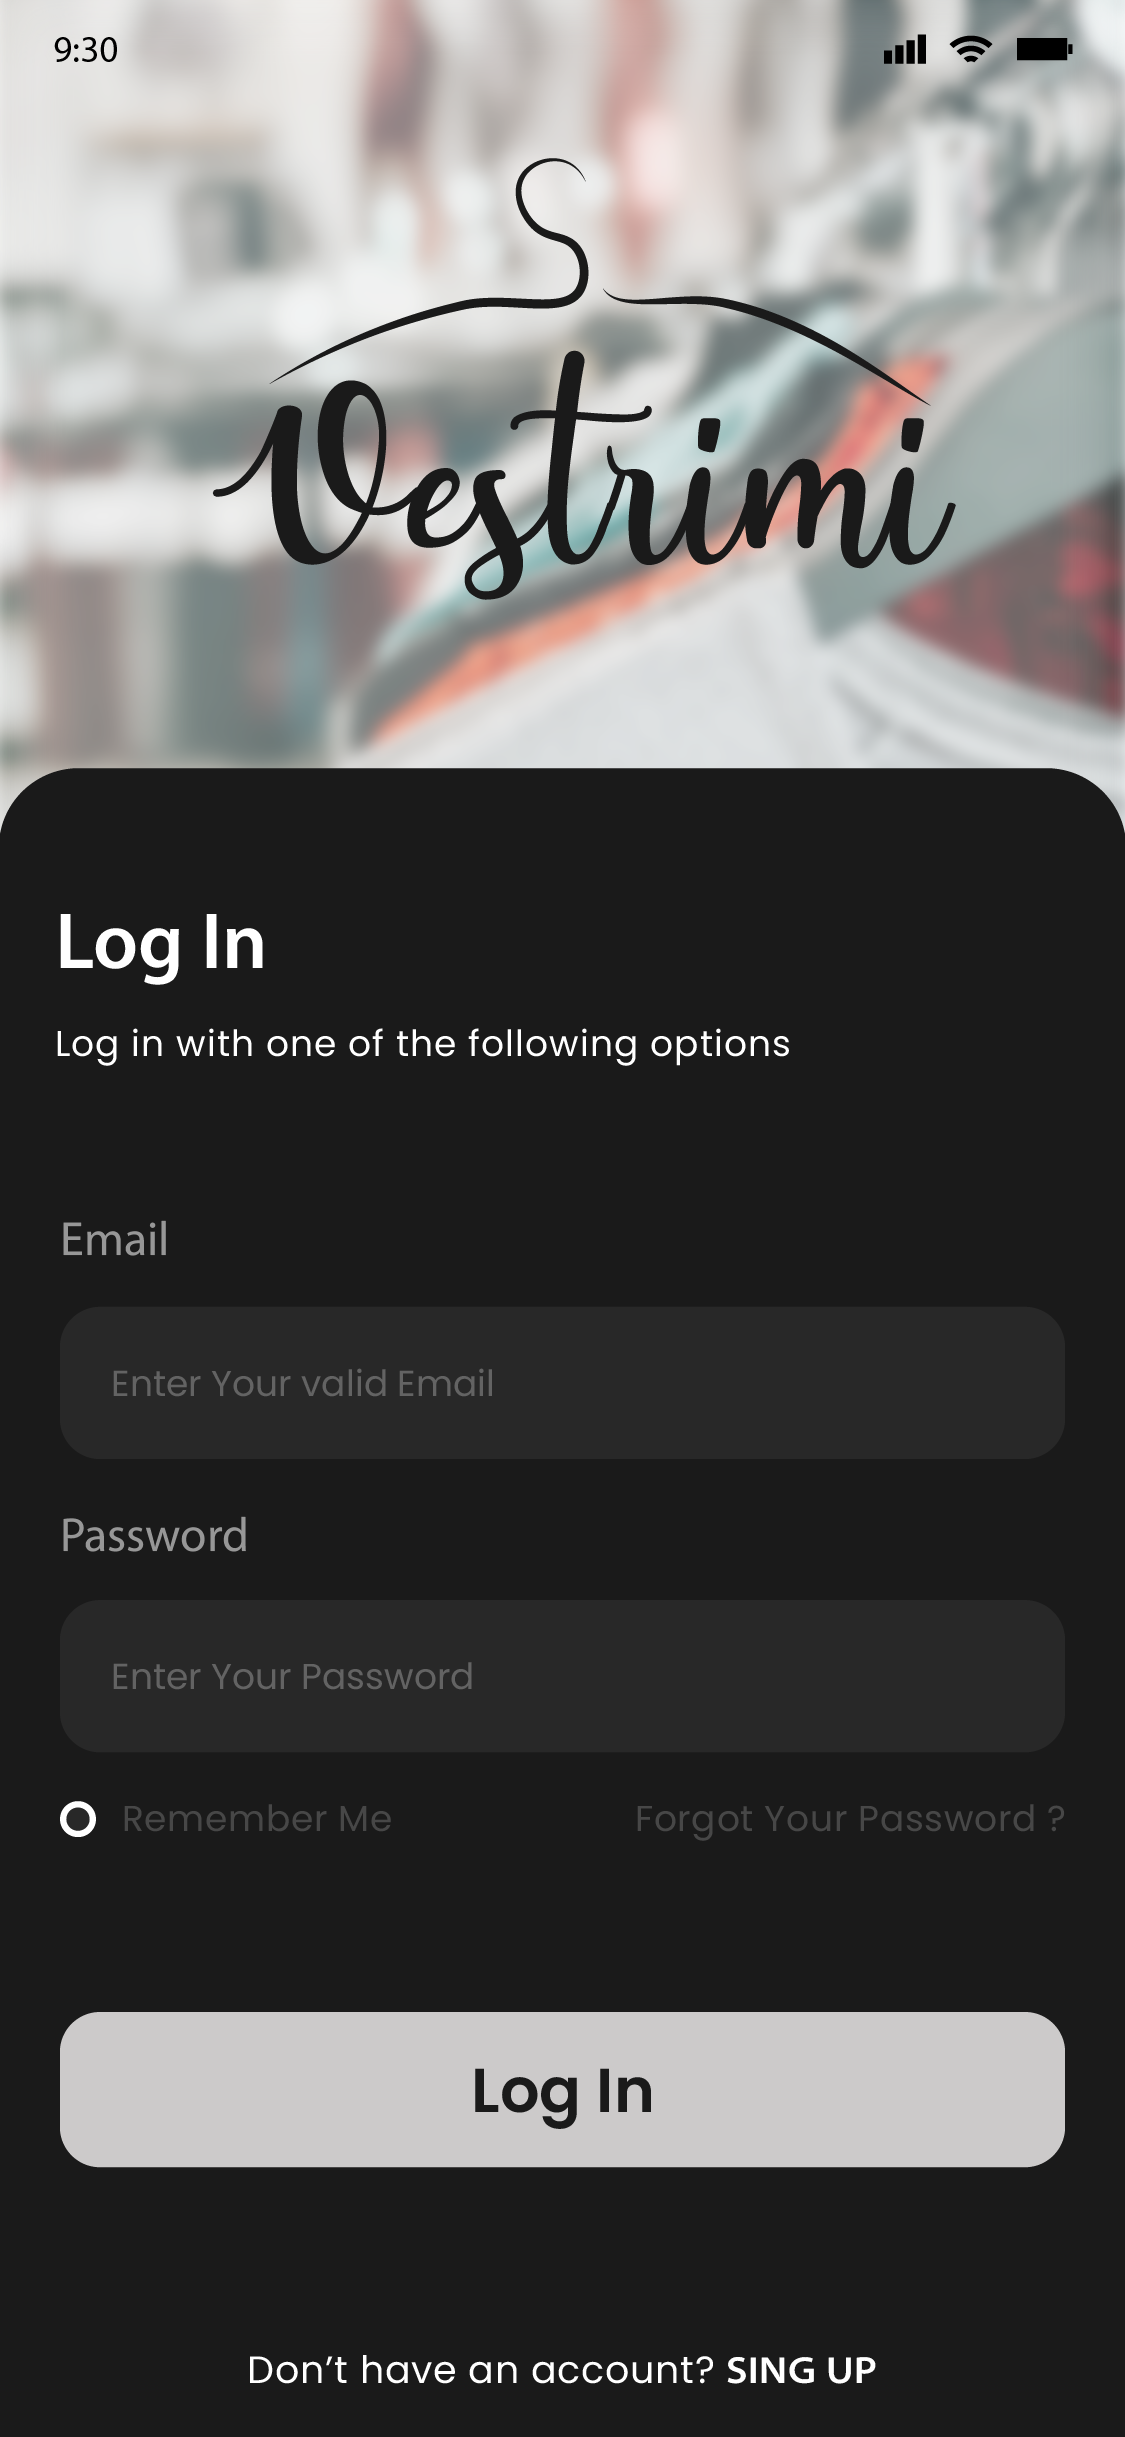 9:30
Vestrimi
Log In
Log in with one of the following options
Email
Enter Your valid Email
Password
Enter Your Password
Remember Me
Forgot Your Password ?
Log In
Don’t have an account? SING UP